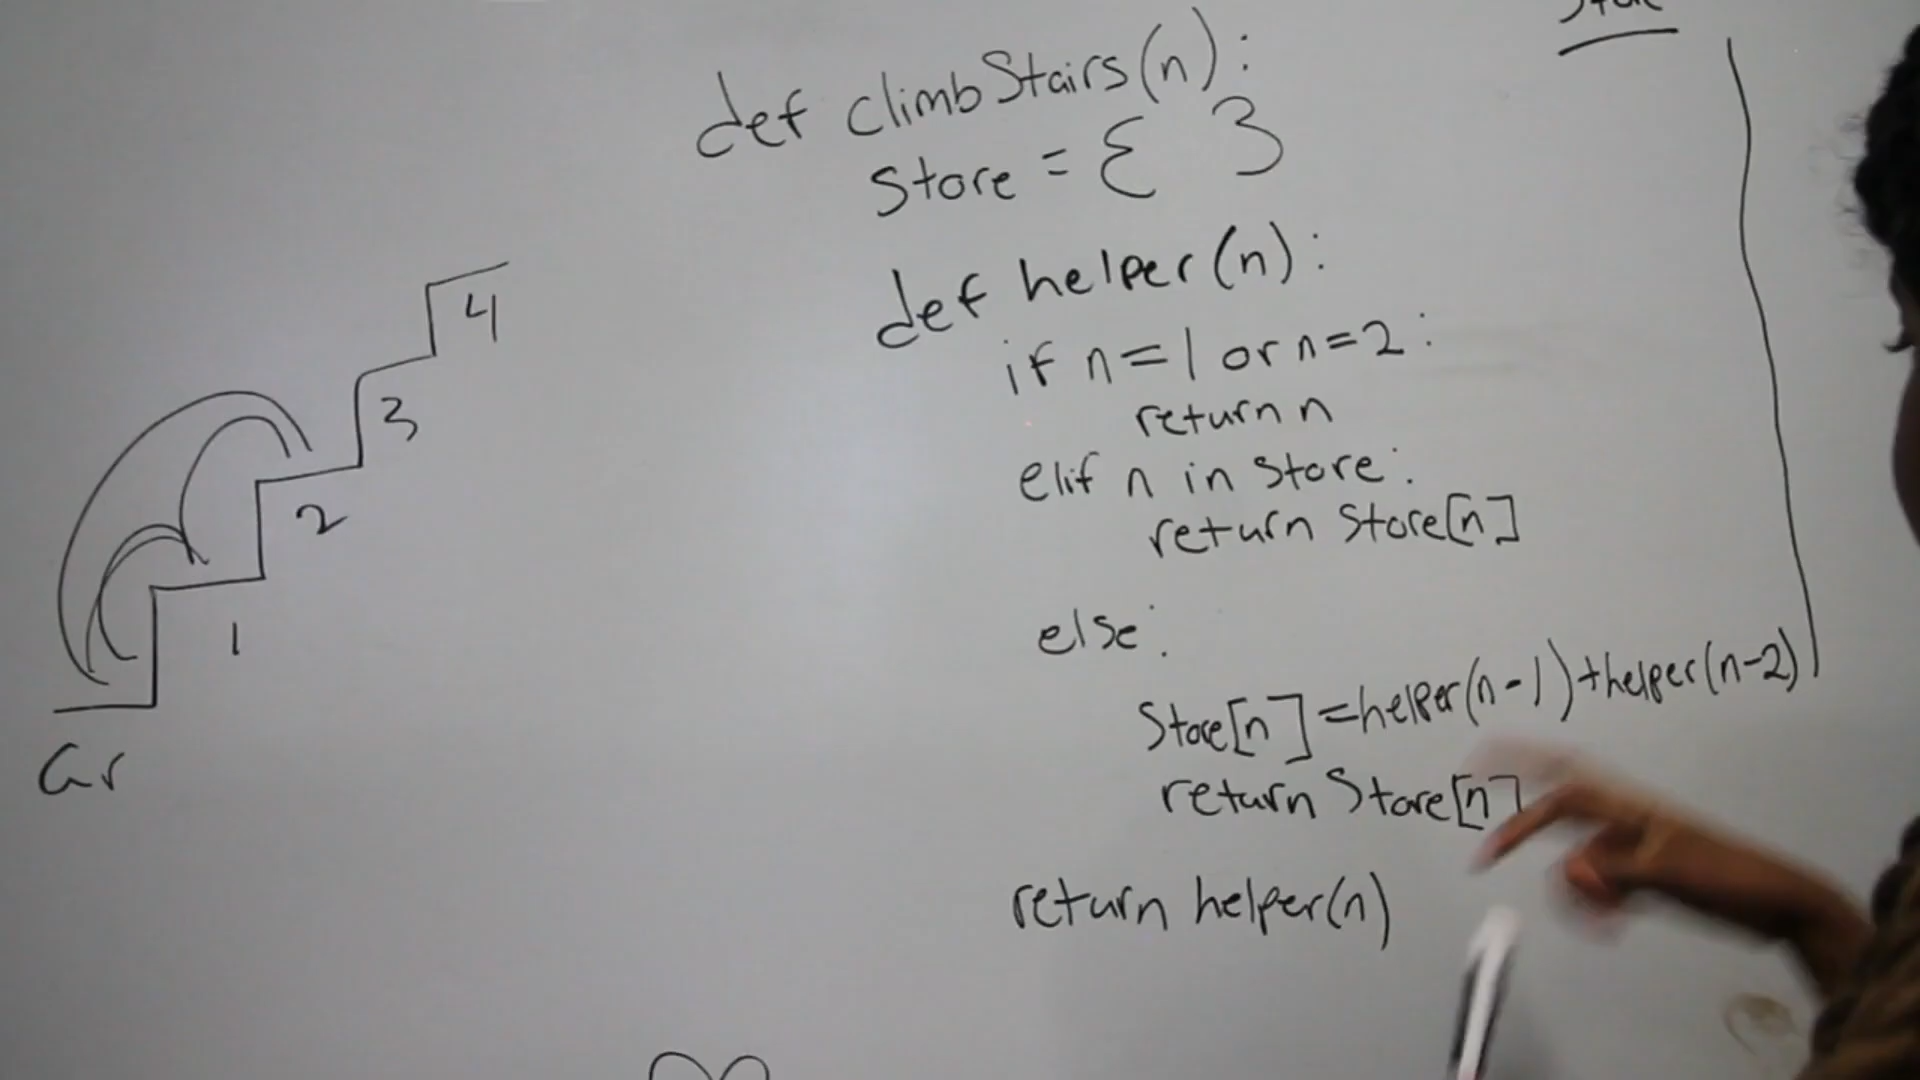 def climbStairs(n):
store = { }
def helper(n):
if n=1 or n=2:
return n
elif n in store:
return store[n]
else:
Store[n]=helper(n-1)+helper(n-2)
return Store[n]
return helper(n)
4
3
2
1
Gr